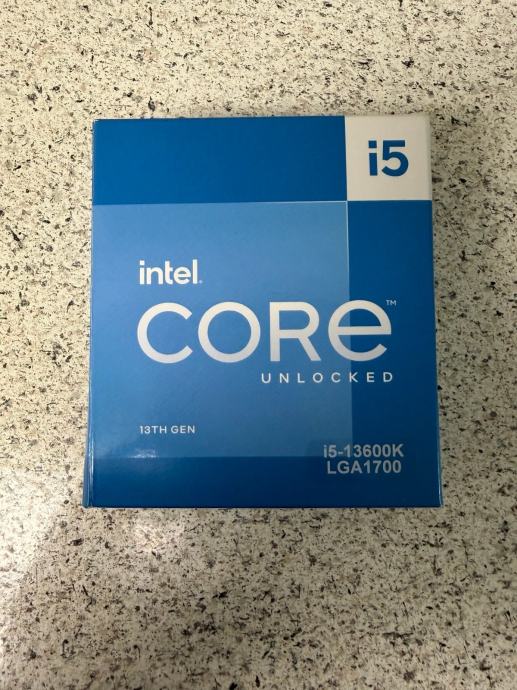 i5
intel.
CORE™
UNLOCKED
13TH GEN
i5-13600K
LGA1700